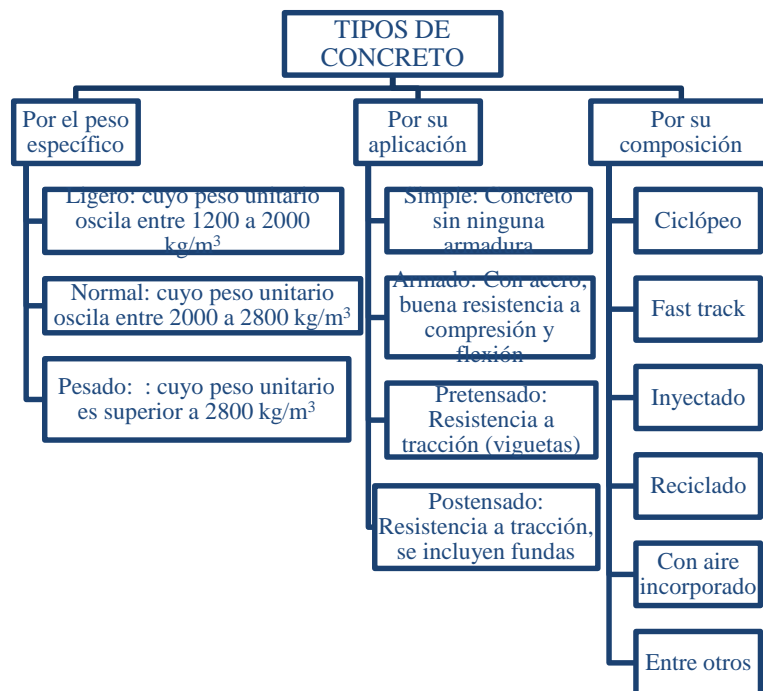 TIPOS DE
CONCRETO
Por el peso
específico
Ligero: cuyo peso unitario
oscila entre 1200 a 2000
kg/m³
Normal: cuyo peso unitario
oscila entre 2000 a 2800 kg/m³
Pesado: : cuyo peso unitario
es superior a 2800 kg/m³
Por su
aplicación
Simple: Concreto
sin ninguna
armadura
Armado: Con acero,
buena resistencia a
compresión y
flexión
Pretensado:
Resistencia a
tracción (viguetas)
Postensado:
Resistencia a tracción,
se incluyen fundas
Por su
composición
Ciclópeo
Fast track
Inyectado
Reciclado
Con aire
incorporado
Entre otros